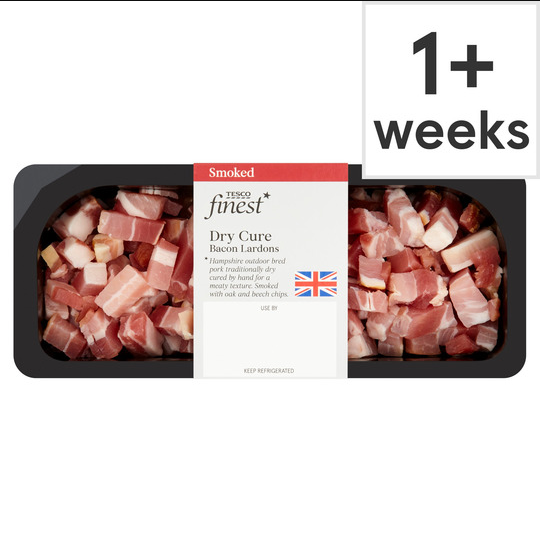 1+
weeks
Smoked
TESCO
finest*
Dry Cure
Bacon Lardons
*Hampshire outdoor bred
pork traditionally dry
cured by hand for a
meaty texture. Smoked
with oak and beech chips.
USE BY
KEEP REFRIGERATED